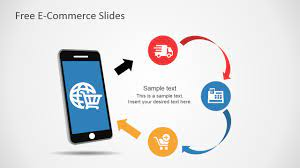 Free E-Commerce Slides
Sample text
This is a sample text.
Insert your desired text here.